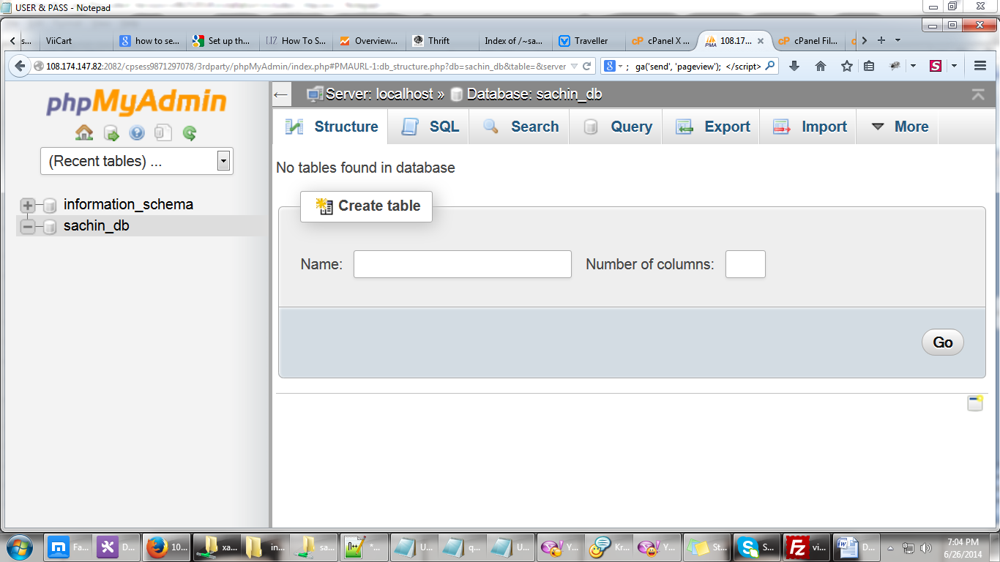 USER & PASS - Notepad
s... ViiCart how to se... Set up th... How To S... Overview... Thrift Index of /~sa... Traveller cPanel X ... 108.17... cPanel Fil...
108.174.147.82:2082/cpsess9871297078/3rdparty/phpMyAdmin/index.php#PMAURL-1:db_structure.php?db=sachin_db&table=&server ; ga('send', 'pageview'); </script>
phpMyAdmin
Server: localhost » Database: sachin_db
Structure SQL Search Query Export Import More
(Recent tables) ...
No tables found in database
information_schema
sachin_db
Create table
Name: Number of columns:
Go
Fa... D... 10... xa... in... sa... *... U... q... U... Y... Kr... Y... St... S... vi... D...
7:04 PM
6/26/2014